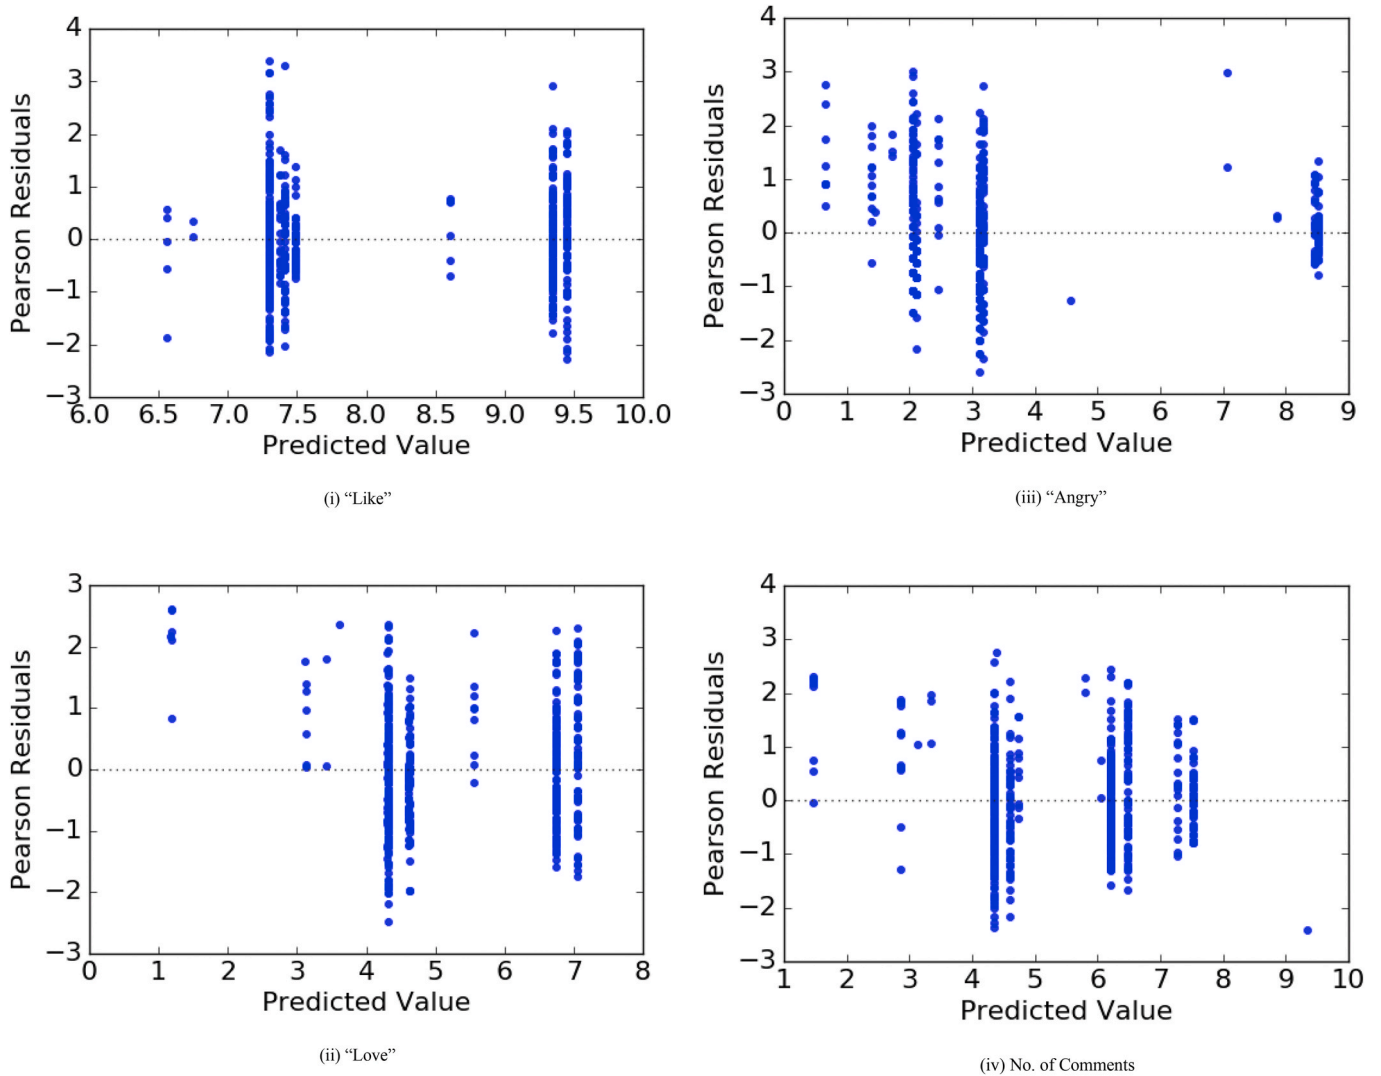 4
3
2
1
0
−1
−2
−3
6.0 6.5 7.0 7.5 8.0 8.5 9.0 9.5 10.0
Pearson Residuals
Predicted Value
(i) “Like”
4
3
2
1
0
−1
−2
−3
0 1 2 3 4 5 6 7 8 9
Pearson Residuals
Predicted Value
(iii) “Angry”
3
2
1
0
−1
−2
−3
0 1 2 3 4 5 6 7 8
Pearson Residuals
Predicted Value
(ii) “Love”
4
3
2
1
0
−1
−2
−3
1 2 3 4 5 6 7 8 9 10
Pearson Residuals
Predicted Value
(iv) No. of Comments